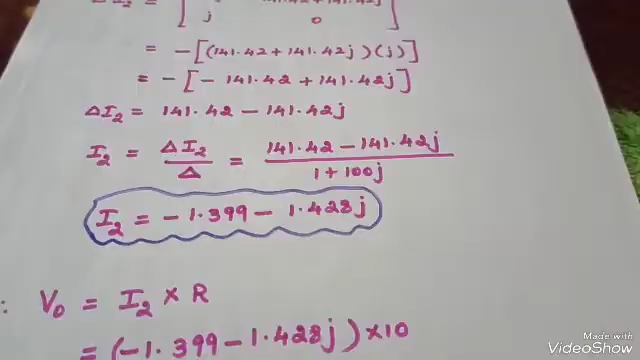 j 0
= -[(141.42+141.42j)(j)]
= -[-141.42+141.42j]
ΔI₂ = 141.42-141.42j
I₂ = ΔI₂/Δ = 141.42-141.42j/1+100j
I₂ = -1.399-1.428j
: V₀ = I₂ × R
= (-1.399-1.428j)×10
Made with
VideoShow